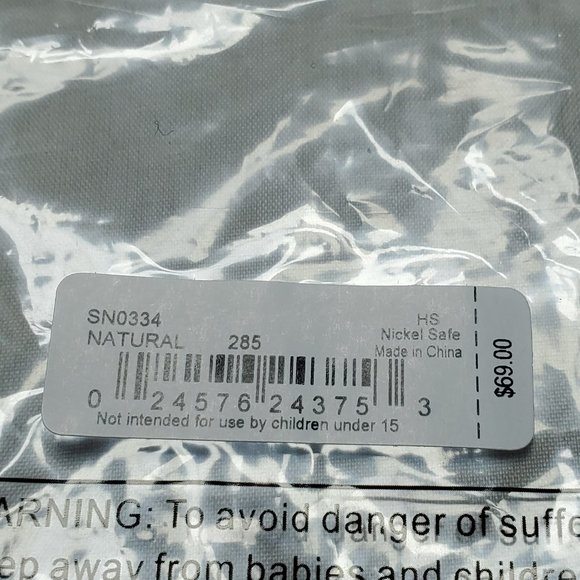 SN0334
NATURAL 285
HS
Nickel Safe
Made in China
$69.00
0 24576 24375 3
Not intended for use by children under 15
ARNING: To avoid danger of suffo
ep away from babies and childre